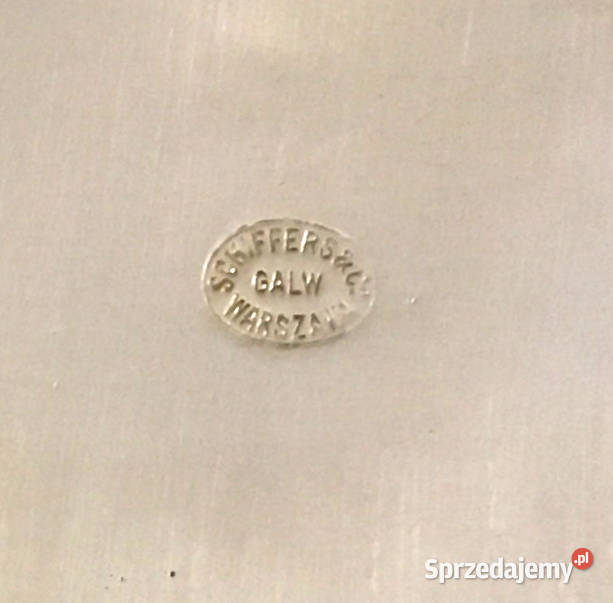 SCHIFFERS & Co
GALW
WARSZAWA
Sprzedajemy.pl